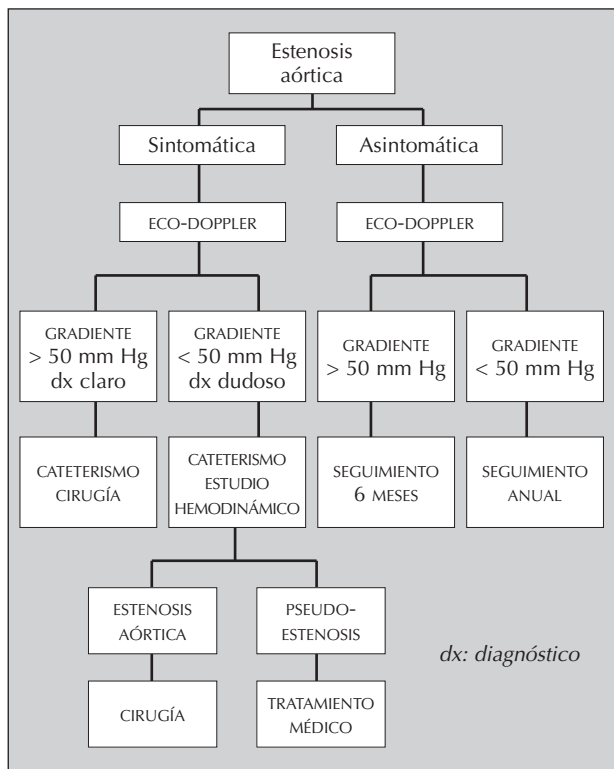 Estenosis
aórtica
Sintomática
Asintomática
ECO-DOPPLER
ECO-DOPPLER
GRADIENTE
> 50 mm Hg
dx claro
GRADIENTE
< 50 mm Hg
dx dudoso
GRADIENTE
> 50 mm Hg
GRADIENTE
< 50 mm Hg
CATETERISMO
CIRUGÍA
CATETERISMO
ESTUDIO
HEMODINÁMICO
SEGUIMIENTO
6 MESES
SEGUIMIENTO
ANUAL
ESTENOSIS
AÓRTICA
PSEUDO-
ESTENOSIS
dx: diagnóstico
CIRUGÍA
TRATAMIENTO
MÉDICO